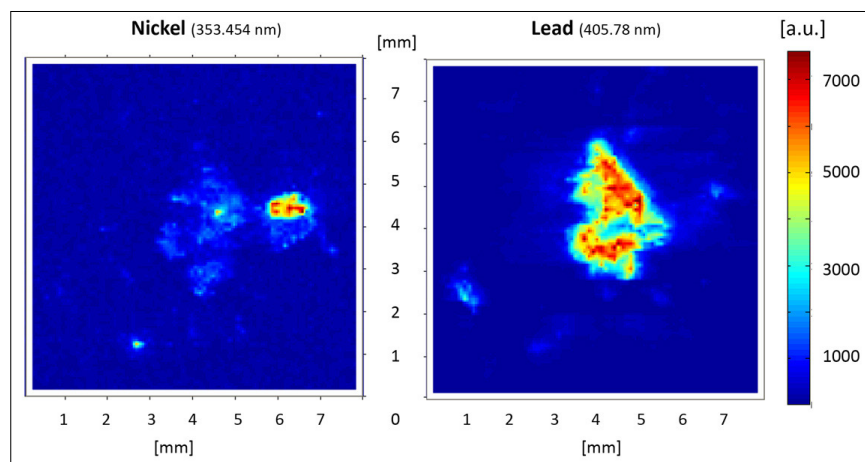 Nickel (353.454 nm)
[mm]
Lead (405.78 nm)
[a.u.]
7
6
5
4
3
2
1
0
7000
5000
3000
1000
1 2 3 4 5 6 7
[mm]
1 2 3 4 5 6 7
[mm]